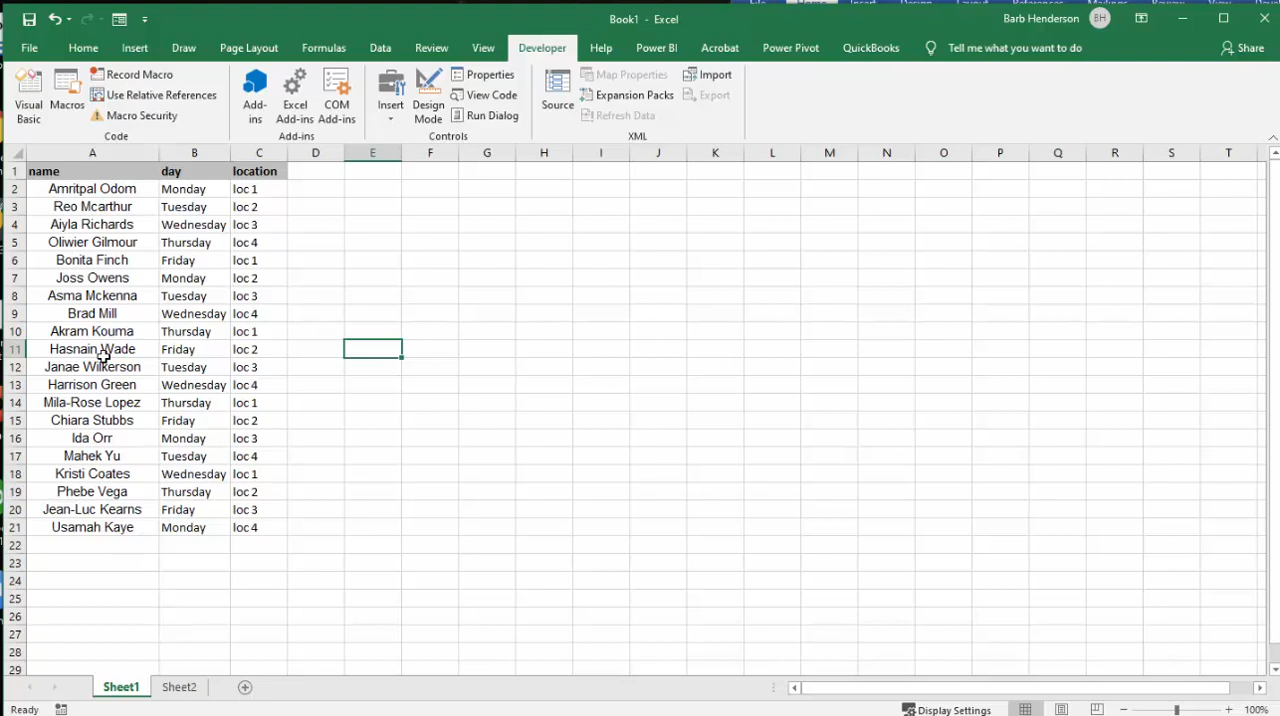 Book1 - Excel
Barb Henderson
BH
File
Home
Insert
Draw
Page Layout
Formulas
Data
Review
View
Developer
Help
Power BI
Acrobat
Power Pivot
QuickBooks
Tell me what you want to do
Share
Visual Basic
Macros
Record Macro
Use Relative References
Macro Security
Code
Add-ins
Excel Add-ins
COM Add-ins
Add-ins
Insert
Design Mode
Properties
View Code
Run Dialog
Controls
Source
Map Properties
Expansion Packs
Refresh Data
Import
Export
XML
A B C D E F G H I J K L M N O P Q R S T
1 name day location
2 Amritpal Odom Monday loc 1
3 Reo Mcarthur Tuesday loc 2
4 Aiyla Richards Wednesday loc 3
5 Oliwier Gilmour Thursday loc 4
6 Bonita Finch Friday loc 1
7 Joss Owens Monday loc 2
8 Asma Mckenna Tuesday loc 3
9 Brad Mill Wednesday loc 4
10 Akram Kouma Thursday loc 1
11 Hasnain Wade Friday loc 2
12 Janae Wilkerson Tuesday loc 3
13 Harrison Green Wednesday loc 4
14 Mila-Rose Lopez Thursday loc 1
15 Chiara Stubbs Friday loc 2
16 Ida Orr Monday loc 3
17 Mahek Yu Tuesday loc 4
18 Kristi Coates Wednesday loc 1
19 Phebe Vega Thursday loc 2
20 Jean-Luc Kearns Friday loc 3
21 Usamah Kaye Monday loc 4
22
23
24
25
26
27
28
29
Sheet1
Sheet2
Ready
Display Settings
100%